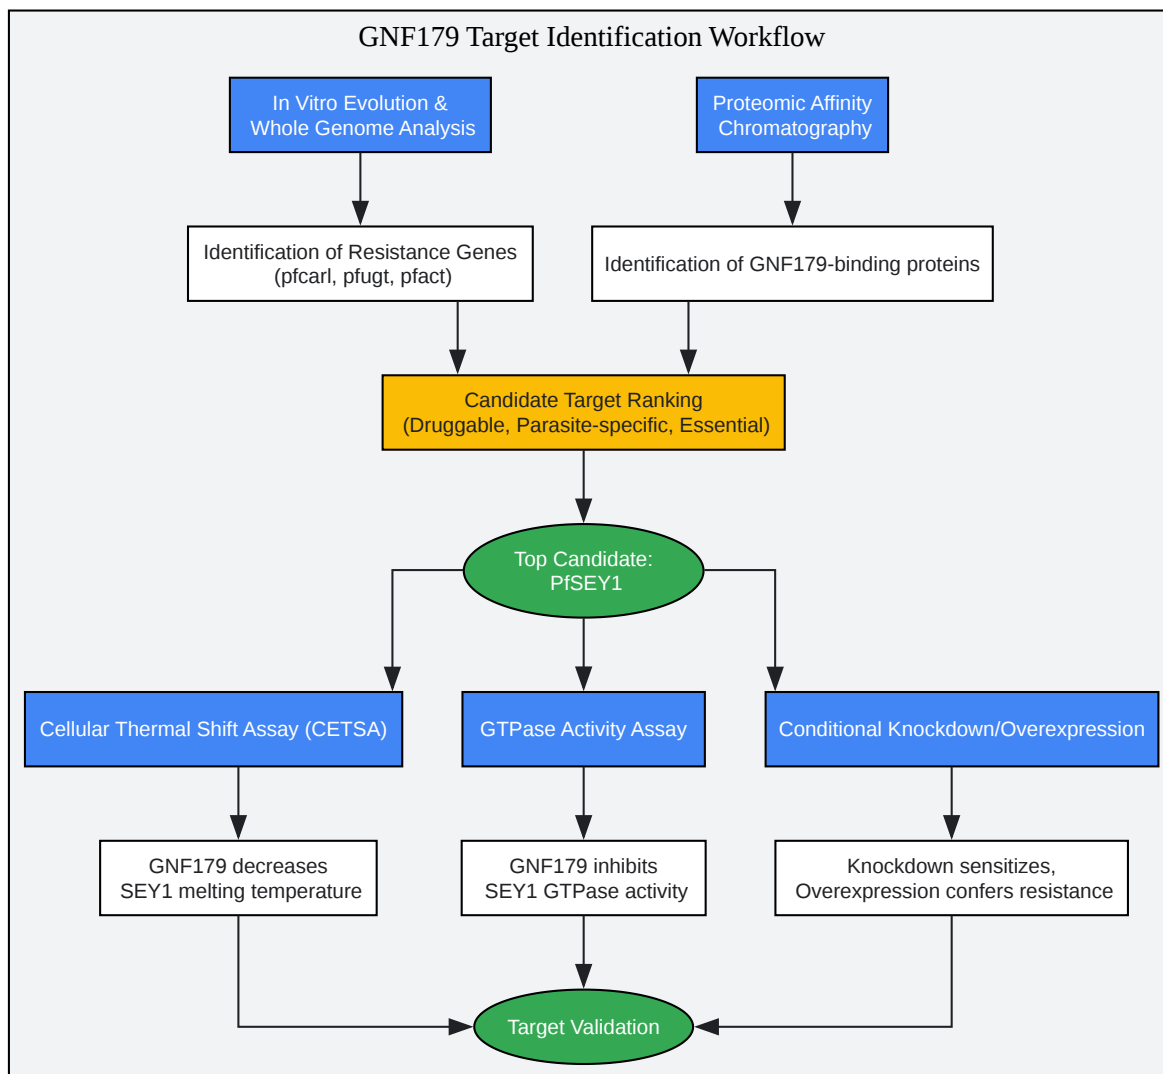 GNF179 Target Identification Workflow
In Vitro Evolution &
Whole Genome Analysis
Proteomic Affinity
Chromatography
Identification of Resistance Genes
(pfcarl, pfugt, pfact)
Identification of GNF179-binding proteins
Candidate Target Ranking
(Druggable, Parasite-specific, Essential)
Top Candidate:
PfSEY1
Cellular Thermal Shift Assay (CETSA)
GTPase Activity Assay
Conditional Knockdown/Overexpression
GNF179 decreases
SEY1 melting temperature
GNF179 inhibits
SEY1 GTPase activity
Knockdown sensitizes,
Overexpression confers resistance
Target Validation